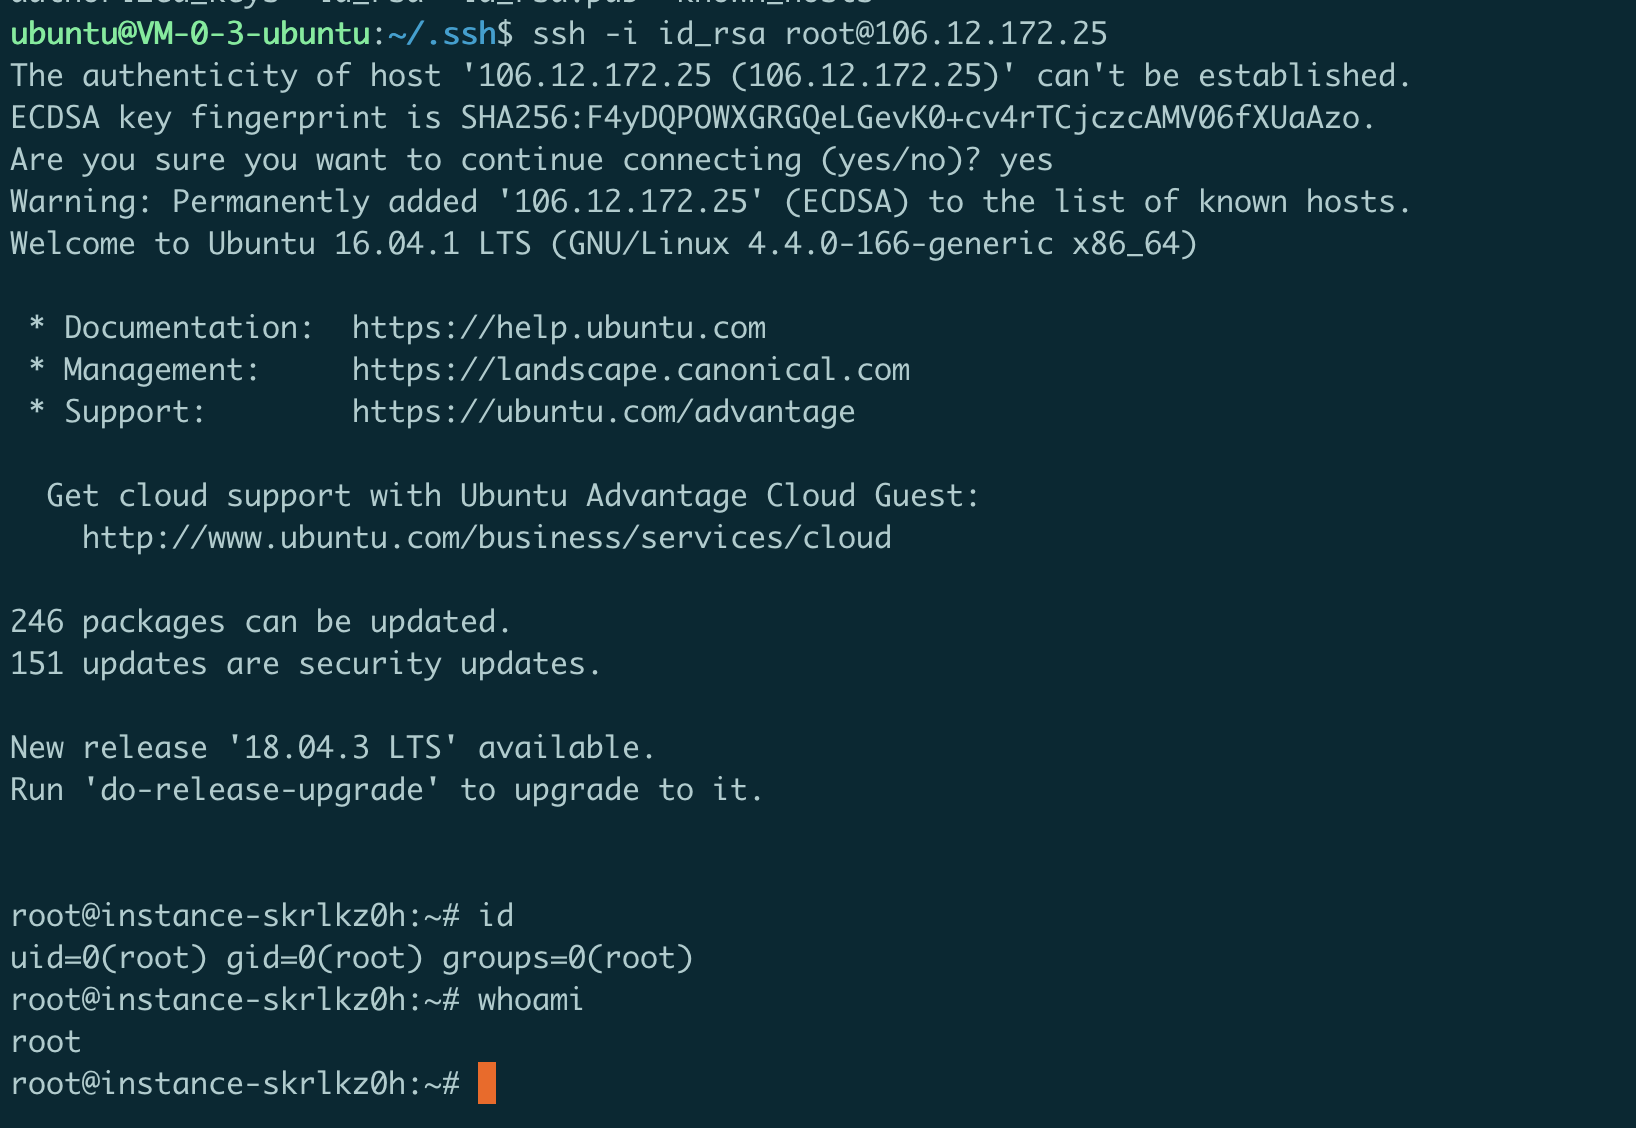 ubuntu@VM-0-3-ubuntu:~/.ssh$ ssh -i id_rsa root@106.12.172.25
The authenticity of host '106.12.172.25 (106.12.172.25)' can't be established.
ECDSA key fingerprint is SHA256:F4yDQPOWXGRGQeLGevK0+cv4rTCjczcAMV06fXUaAzo.
Are you sure you want to continue connecting (yes/no)? yes
Warning: Permanently added '106.12.172.25' (ECDSA) to the list of known hosts.
Welcome to Ubuntu 16.04.1 LTS (GNU/Linux 4.4.0-166-generic x86_64)

 * Documentation:  https://help.ubuntu.com
 * Management:     https://landscape.canonical.com
 * Support:        https://ubuntu.com/advantage

  Get cloud support with Ubuntu Advantage Cloud Guest:
    http://www.ubuntu.com/business/services/cloud

246 packages can be updated.
151 updates are security updates.

New release '18.04.3 LTS' available.
Run 'do-release-upgrade' to upgrade to it.

root@instance-skrlkz0h:~# id
uid=0(root) gid=0(root) groups=0(root)
root@instance-skrlkz0h:~# whoami
root
root@instance-skrlkz0h:~#